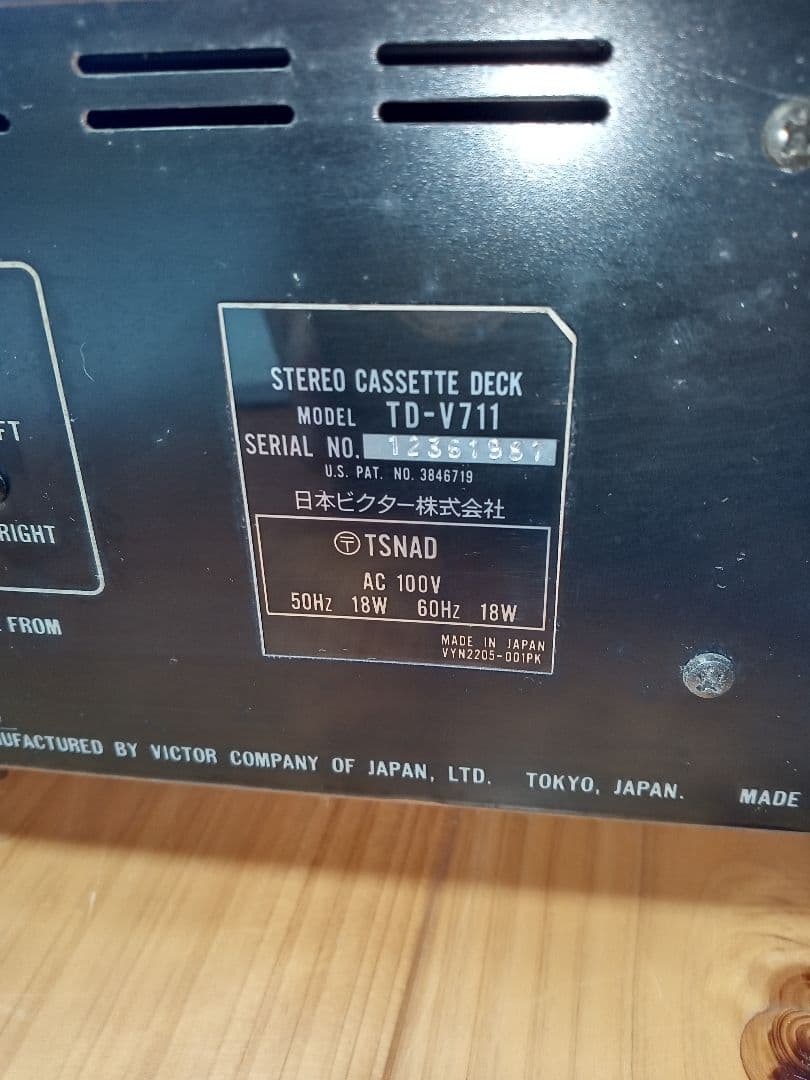 STEREO CASSETTE DECK
MODEL TD-V711
SERIAL NO. 12361981
U.S. PAT. NO. 3846719
日本ビクター株式会社
〒 TSNAD
AC 100V
50Hz 18W 60Hz 18W
MADE IN JAPAN
VYN2205-001PK
RIGHT
FROM
BY VICTOR COMPANY OF JAPAN, LTD. TOKYO, JAPAN. MADE